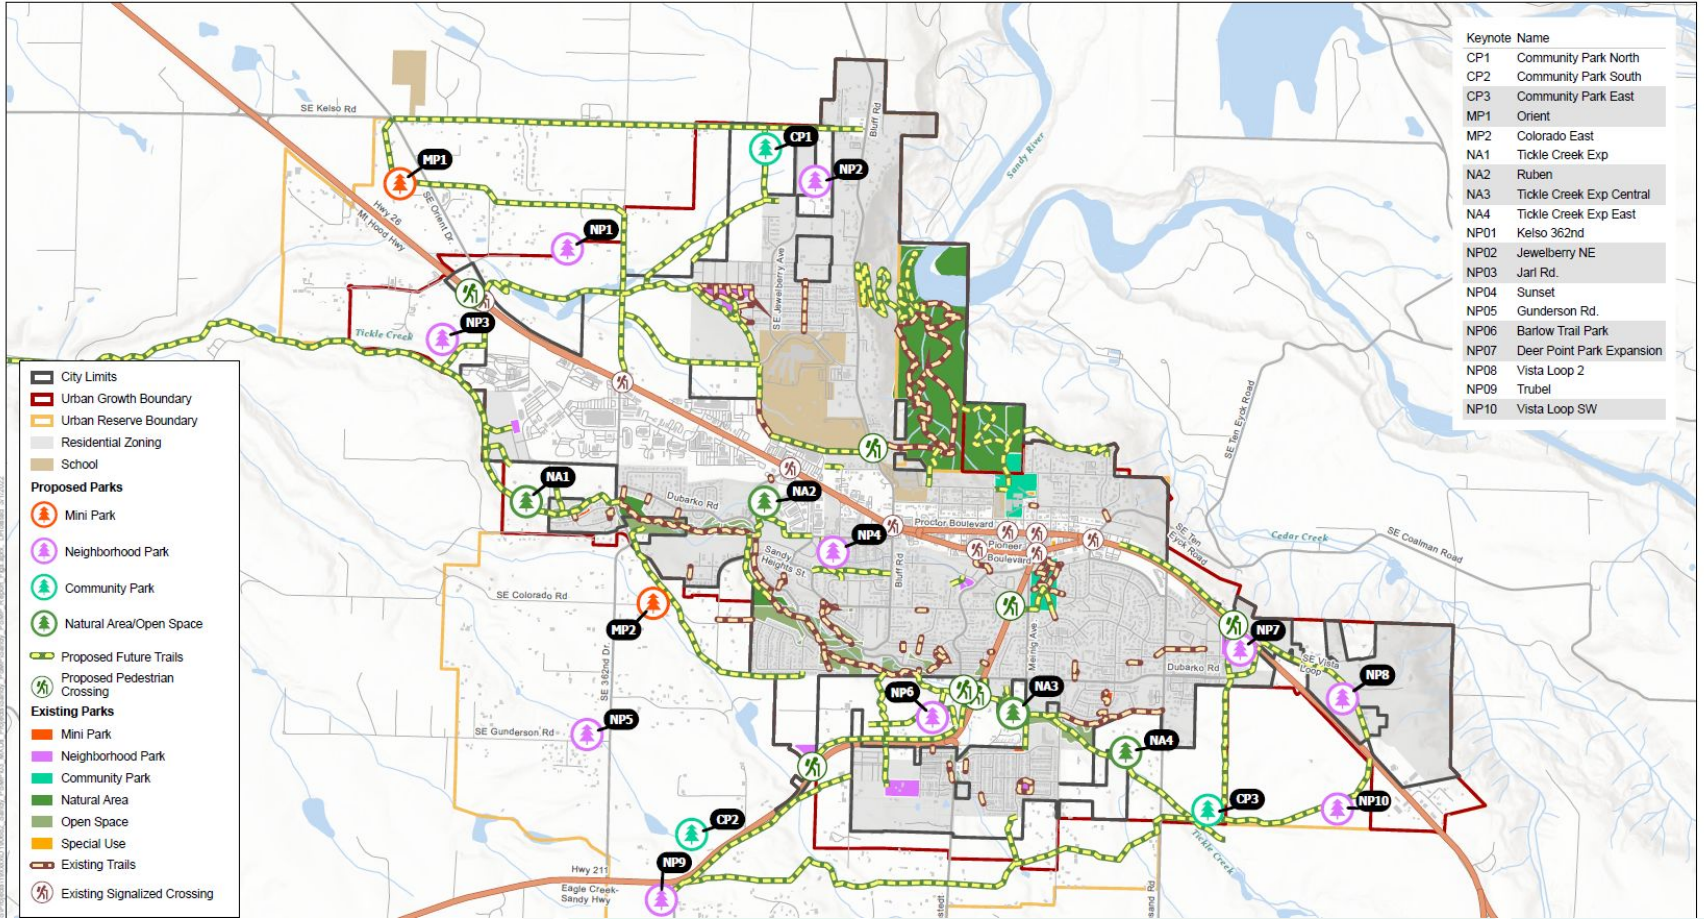 Keynote Name
CP1 Community Park North
CP2 Community Park South
CP3 Community Park East
MP1 Orient
MP2 Colorado East
NA1 Tickle Creek Exp
NA2 Ruben
NA3 Tickle Creek Exp Central
NA4 Tickle Creek Exp East
NP01 Kelso 362nd
NP02 Jewelberry NE
NP03 Jarl Rd.
NP04 Sunset
NP05 Gunderson Rd.
NP06 Barlow Trail Park
NP07 Deer Point Park Expansion
NP08 Vista Loop 2
NP09 Trubel
NP10 Vista Loop SW
SE Kelso Rd
Bluff Rd
CP1
MP1
NP2
Sandy River
SE Orient Dr.
Hwy 26
Mt Hood Hwy
NP1
SE Jewelberry Ave
NP3
Tickle Creek
SE Ten Eyck Road
NA1
NA2
Dubarko Rd
Proctor Boulevard
NP4
Pioneer
Boulevard
SE Ten
Eyck Road
Cedar Creek
SE Coalman Road
Sandy
Heights St.
Bluff Rd
SE Colorado Rd
MP2
Meinig Ave
NP7
SE Vista
Loop
Dubarko Rd
NP8
SE 362nd Dr.
NP6
NA3
NP5
SE Gunderson Rd
NA4
CP3
NP10
CP2
Tickle Creek
NP9
Hwy 211
Eagle Creek-
Sandy Hwy
City Limits
Urban Growth Boundary
Urban Reserve Boundary
Residential Zoning
School
Proposed Parks
Mini Park
Neighborhood Park
Community Park
Natural Area/Open Space
Proposed Future Trails
Proposed Pedestrian
Crossing
Existing Parks
Mini Park
Neighborhood Park
Community Park
Natural Area
Open Space
Special Use
Existing Trails
Existing Signalized Crossing